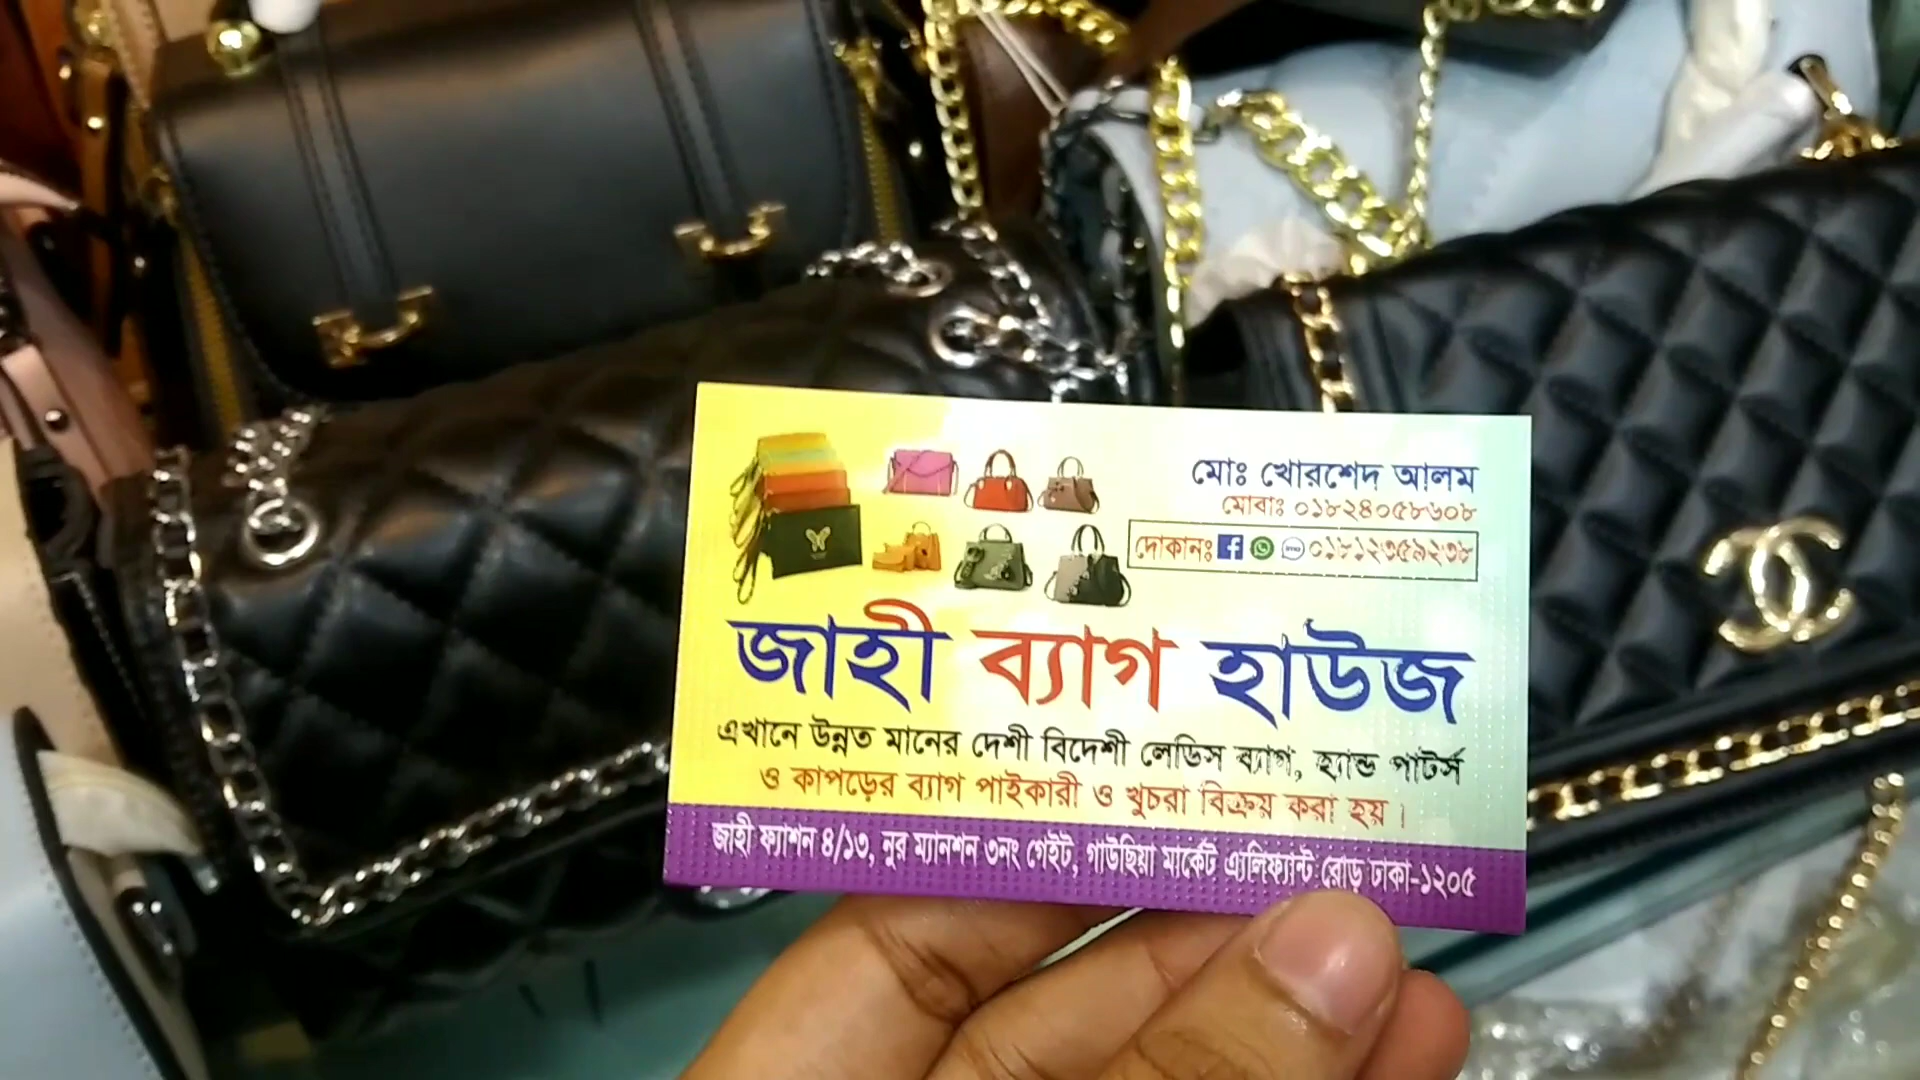 মোঃ খোরশেদ আলম
মোবাঃ ০১৮২৪০৫৮৬০৮
দোকানঃ ০১৮১২৩৫৯২৩৮
জাহী ব্যাগ হাউজ
এখানে উন্নত মানের দেশী বিদেশী লেডিস ব্যাগ, হ্যান্ড পার্টস
ও কাপড়ের ব্যাগ পাইকারী ও খুচরা বিক্রয় করা হয়।
জাহী ফ্যাশন ৪/১৩, নুর ম্যানশন ৩নং গেইট, গাউছিয়া মার্কেট এ্যলিফ্যান্ট রোড ঢাকা-১২০৫